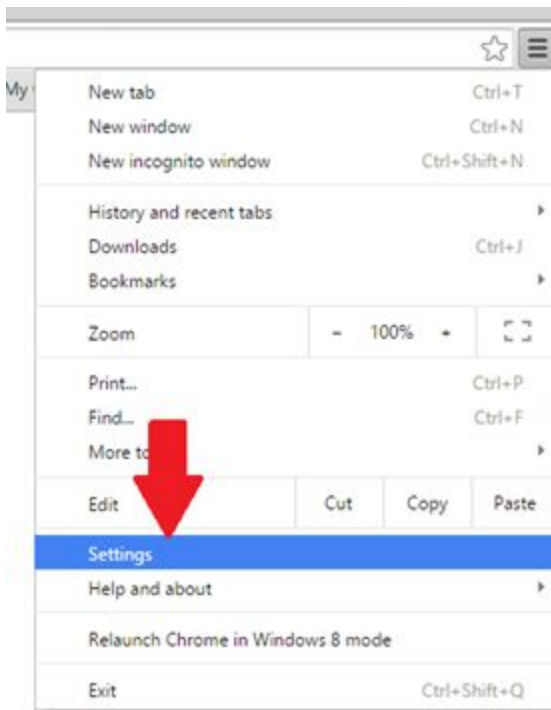 My
New tab Ctrl+T
New window Ctrl+N
New incognito window Ctrl+Shift+N
History and recent tabs
Downloads Ctrl+J
Bookmarks
Zoom - 100% +
Print... Ctrl+P
Find... Ctrl+F
More to
Edit Cut Copy Paste
Settings
Help and about
Relaunch Chrome in Windows 8 mode
Exit Ctrl+Shift+Q